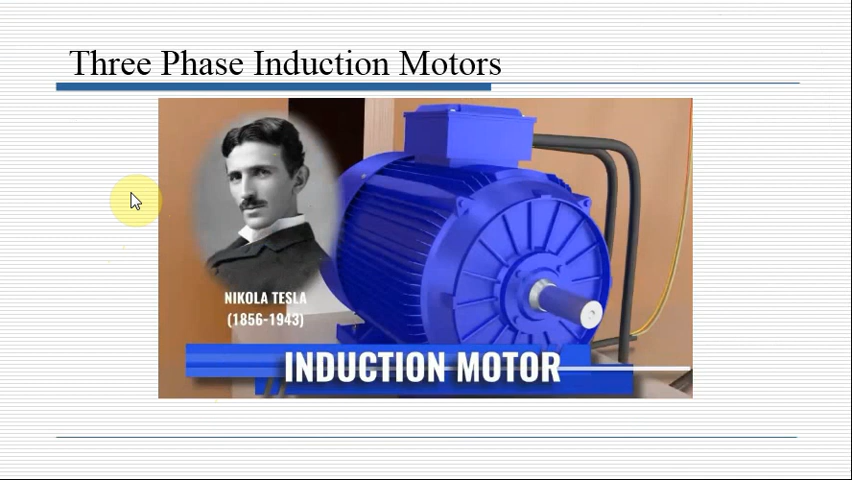 Three Phase Induction Motors
NIKOLA TESLA
(1856-1943)
INDUCTION MOTOR